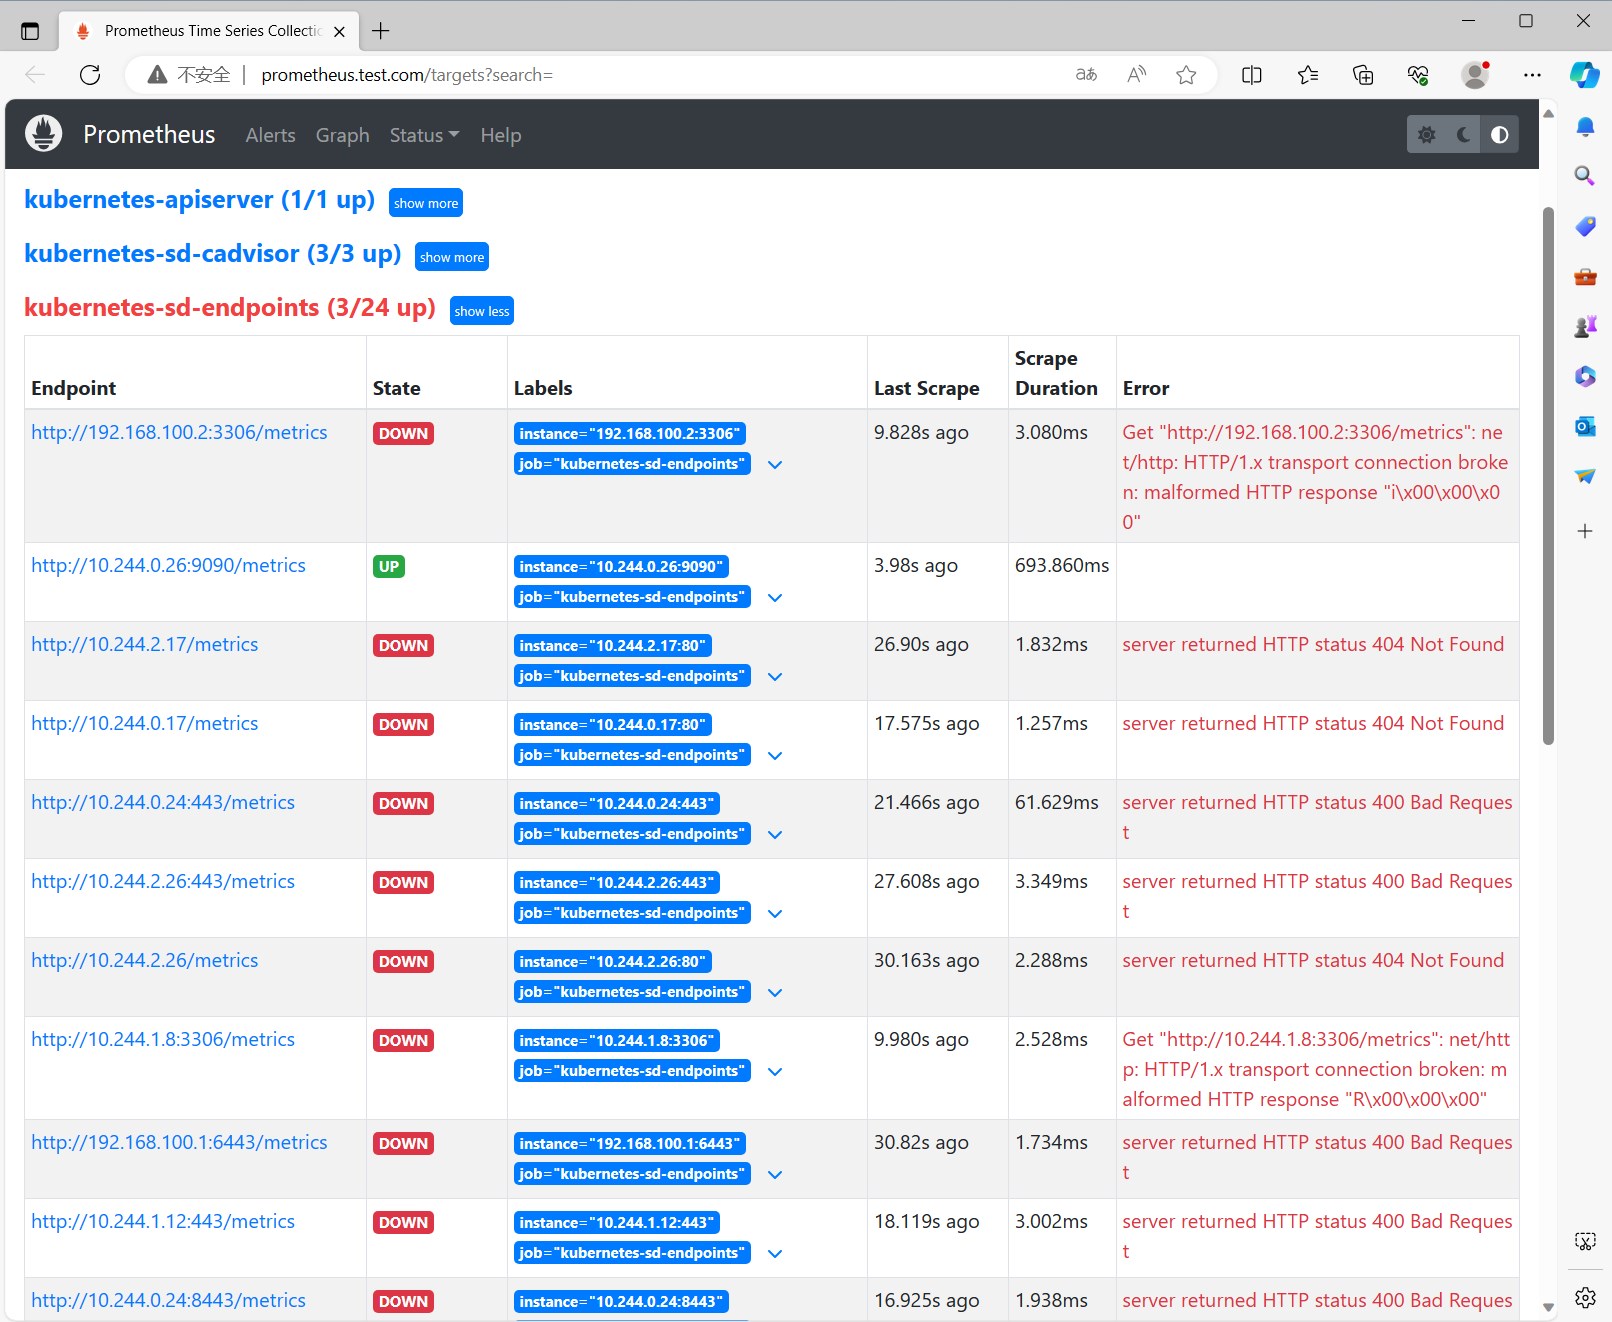 Prometheus Time Series Collectio
不安全 | prometheus.test.com/targets?search=
Prometheus Alerts Graph Status Help
kubernetes-apiserver (1/1 up) show more
kubernetes-sd-cadvisor (3/3 up) show more
kubernetes-sd-endpoints (3/24 up) show less
Endpoint State Labels Last Scrape Scrape Duration Error
http://192.168.100.2:3306/metrics DOWN instance="192.168.100.2:3306" 9.828s ago 3.080ms Get "http://192.168.100.2:3306/metrics": ne
job="kubernetes-sd-endpoints" t/http: HTTP/1.x transport connection broke
n: malformed HTTP response "i\x00\x00\x0
0"
http://10.244.0.26:9090/metrics UP instance="10.244.0.26:9090" 3.98s ago 693.860ms
job="kubernetes-sd-endpoints"
http://10.244.2.17/metrics DOWN instance="10.244.2.17:80" 26.90s ago 1.832ms server returned HTTP status 404 Not Found
job="kubernetes-sd-endpoints"
http://10.244.0.17/metrics DOWN instance="10.244.0.17:80" 17.575s ago 1.257ms server returned HTTP status 404 Not Found
job="kubernetes-sd-endpoints"
http://10.244.0.24:443/metrics DOWN instance="10.244.0.24:443" 21.466s ago 61.629ms server returned HTTP status 400 Bad Reques
job="kubernetes-sd-endpoints" t
http://10.244.2.26:443/metrics DOWN instance="10.244.2.26:443" 27.608s ago 3.349ms server returned HTTP status 400 Bad Reques
job="kubernetes-sd-endpoints" t
http://10.244.2.26/metrics DOWN instance="10.244.2.26:80" 30.163s ago 2.288ms server returned HTTP status 404 Not Found
job="kubernetes-sd-endpoints"
http://10.244.1.8:3306/metrics DOWN instance="10.244.1.8:3306" 9.980s ago 2.528ms Get "http://10.244.1.8:3306/metrics": net/htt
job="kubernetes-sd-endpoints" p: HTTP/1.x transport connection broken: m
alformed HTTP response "R\x00\x00\x00"
http://192.168.100.1:6443/metrics DOWN instance="192.168.100.1:6443" 30.82s ago 1.734ms server returned HTTP status 400 Bad Reques
job="kubernetes-sd-endpoints" t
http://10.244.1.12:443/metrics DOWN instance="10.244.1.12:443" 18.119s ago 3.002ms server returned HTTP status 400 Bad Reques
job="kubernetes-sd-endpoints" t
http://10.244.0.24:8443/metrics DOWN instance="10.244.0.24:8443" 16.925s ago 1.938ms server returned HTTP status 400 Bad Reques